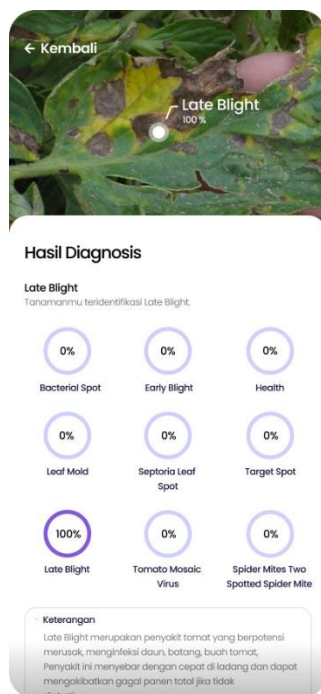 ← Kembali
Late Blight
100 %
Hasil Diagnosis
Late Blight
Tanamanmu teridentifikasi Late Blight.
0% 0% 0%
Bacterial Spot Early Blight Health
0% 0% 0%
Leaf Mold Septoria Leaf Spot Target Spot
100% 0% 0%
Late Blight Tomato Mosaic Virus Spider Mites Two Spotted Spider Mite
Keterangan
Late Blight merupakan penyakit tomat yang berpotensi
merusak, menginfeksi daun, batang, buah tomat,
Penyakit ini menyebar dengan cepat di ladang dan dapat
mengakibatkan gagal panen total jika tidak